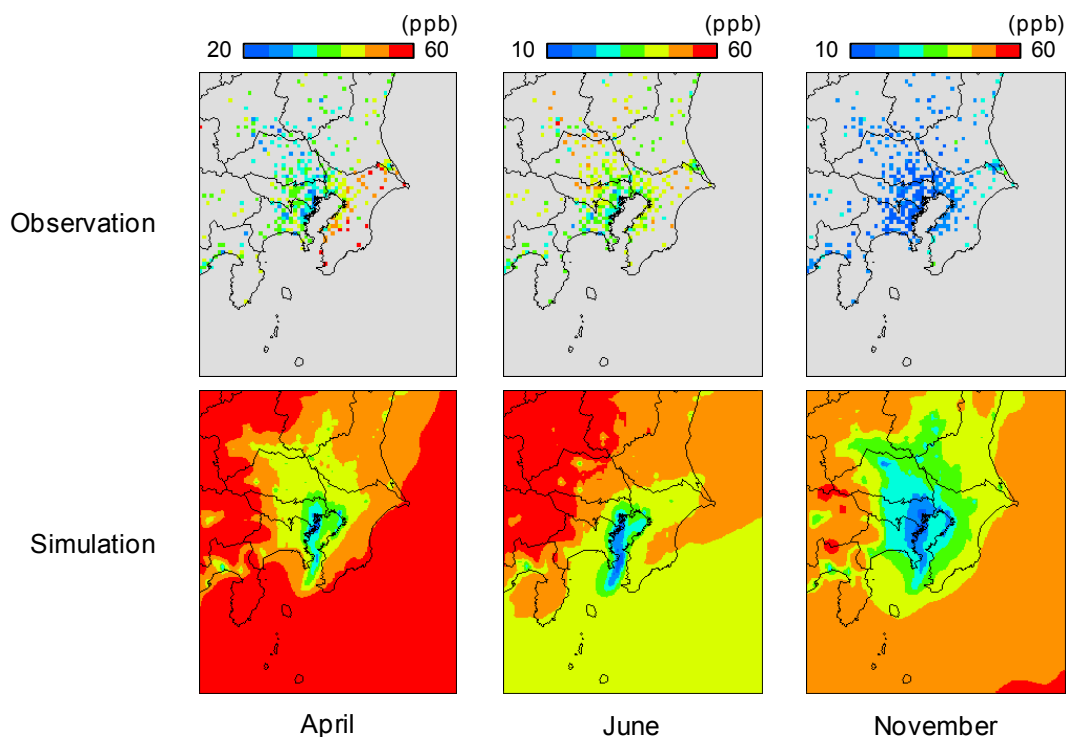 (ppb) (ppb) (ppb)
20 60 10 60 10 60
Observation
Simulation
April June November